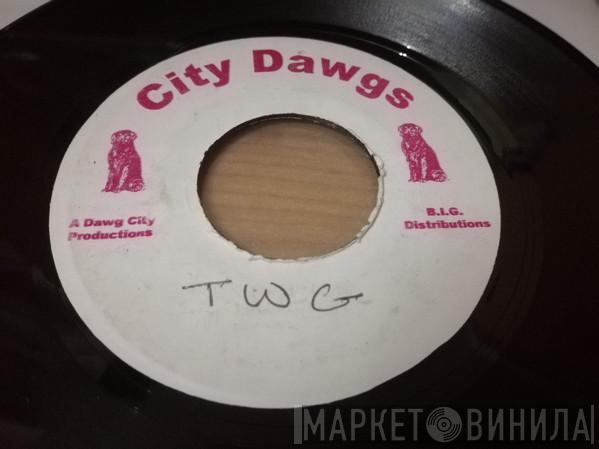 City Dawgs
A Dawg City
Productions
B.I.G.
Distributions
TWG
МАРКЕТ ВИНИЛА